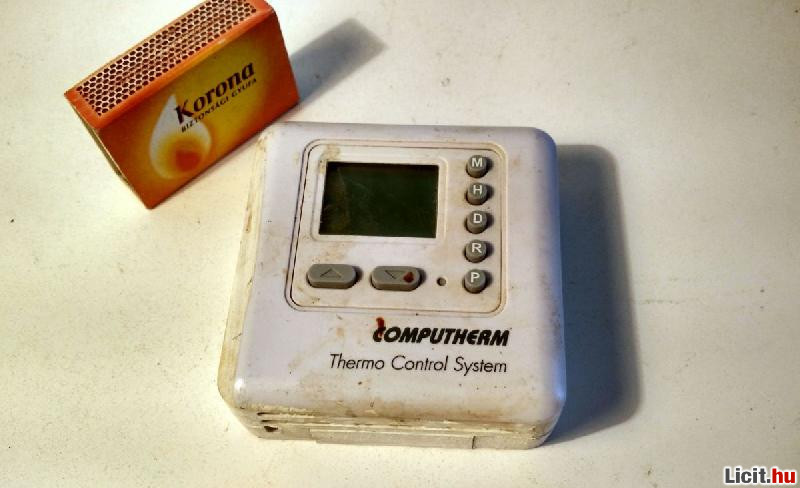 Korona
BIZTONSÁGI GYUFA
M
H
D
R
P
COMPUTHERM
Thermo Control System
Licit.hu